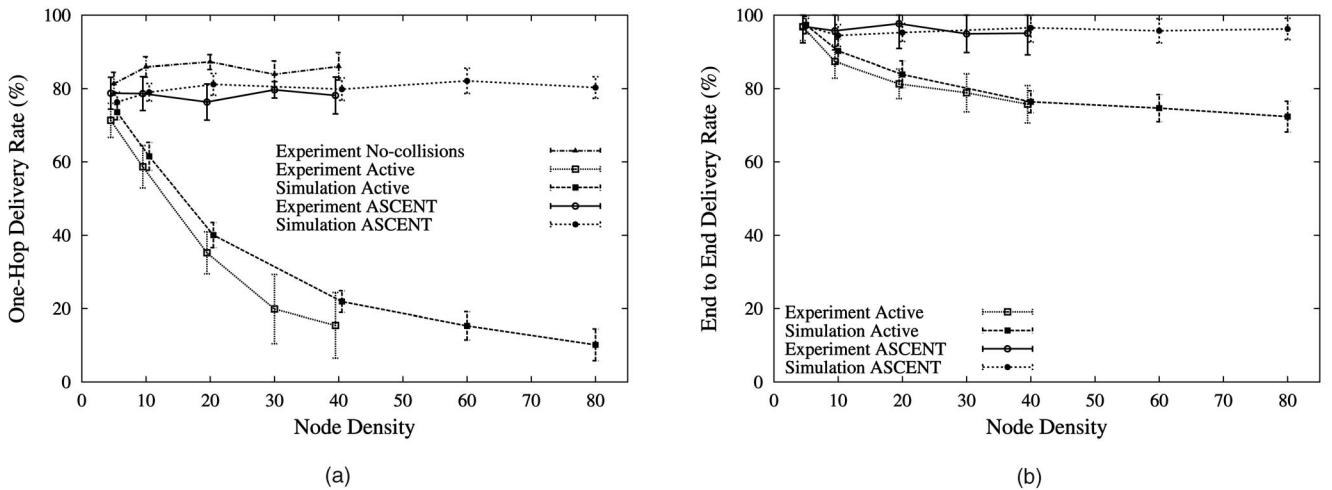 100
80
60
40
20
0
One-Hop Delivery Rate (%)
Experiment No-collisions
Experiment Active
Simulation Active
Experiment ASCENT
Simulation ASCENT
0 10 20 30 40 50 60 70 80
Node Density
(a)
100
80
60
40
20
0
End to End Delivery Rate (%)
Experiment Active
Simulation Active
Experiment ASCENT
Simulation ASCENT
0 10 20 30 40 50 60 70 80
Node Density
(b)